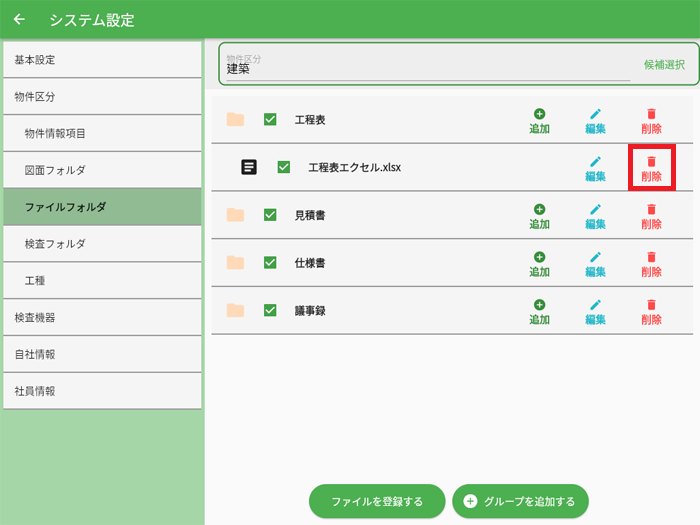 システム設定
基本設定
物件区分
物件情報項目
図面フォルダ
ファイルフォルダ
検査フォルダ
工種
検査機器
自社情報
社員情報
物件区分
建築
候補選択
工程表
追加
編集
削除
工程表エクセル.xlsx
編集
削除
見積書
追加
編集
削除
仕様書
追加
編集
削除
議事録
追加
編集
削除
ファイルを登録する
グループを追加する